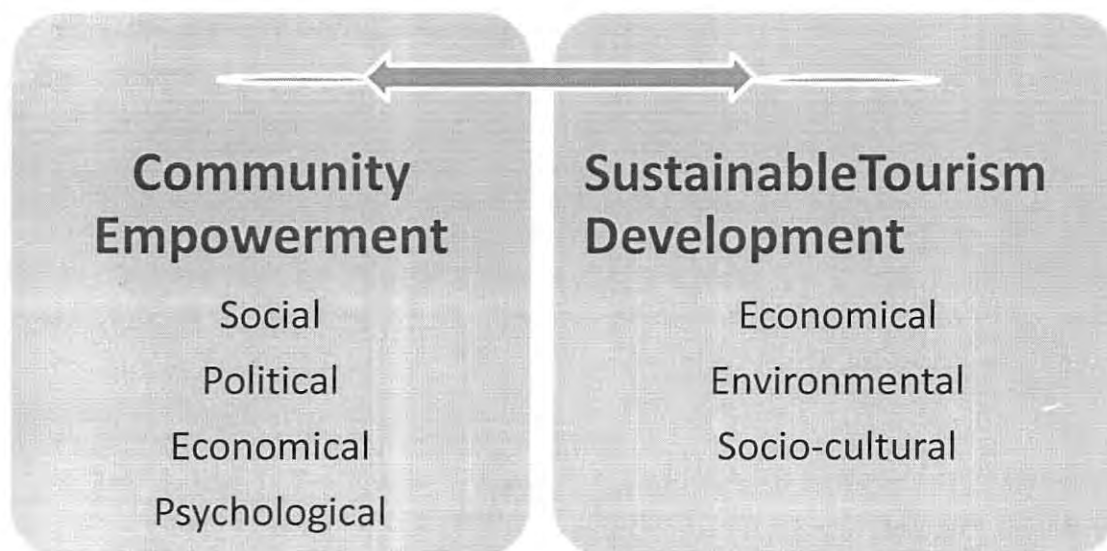 Community
Empowerment
Social
Political
Economical
Psychological
SustainableTourism
Development
Economical
Environmental
Socio-cultural